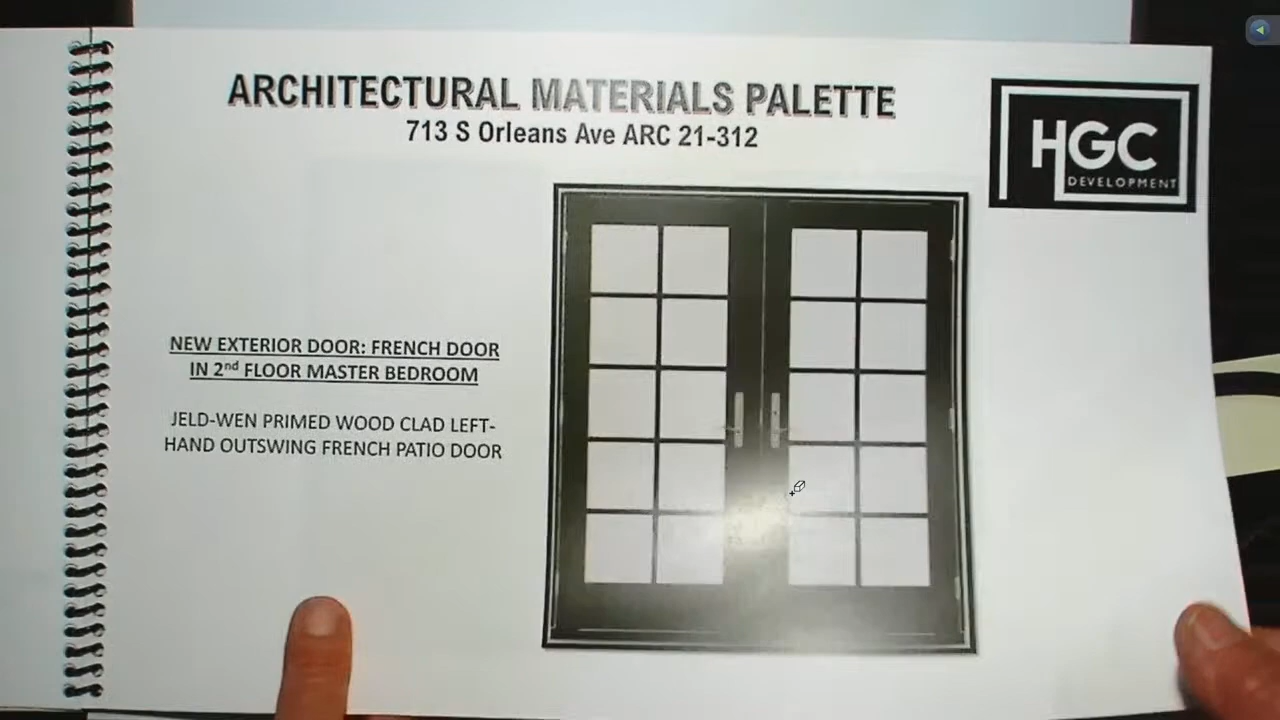 ARCHITECTURAL MATERIALS PALETTE
713 S Orleans Ave ARC 21-312
HGC
DEVELOPMENT
NEW EXTERIOR DOOR: FRENCH DOOR
IN 2nd FLOOR MASTER BEDROOM
JELD-WEN PRIMED WOOD CLAD LEFT-
HAND OUTSWING FRENCH PATIO DOOR